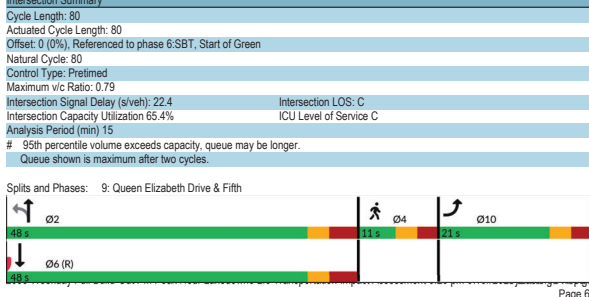 Intersection Summary
Cycle Length: 80
Actuated Cycle Length: 80
Offset: 0 (0%), Referenced to phase 6:SBT, Start of Green
Natural Cycle: 80
Control Type: Pretimed
Maximum v/c Ratio: 0.79
Intersection Signal Delay (s/veh): 22.4 Intersection LOS: C
Intersection Capacity Utilization 65.4% ICU Level of Service C
Analysis Period (min) 15
# 95th percentile volume exceeds capacity, queue may be longer.
Queue shown is maximum after two cycles.
Splits and Phases: 9: Queen Elizabeth Drive & Fifth
Ø2 Ø4 Ø10
48 s 11 s 21 s
Ø6 (R)
48 s
Page 6